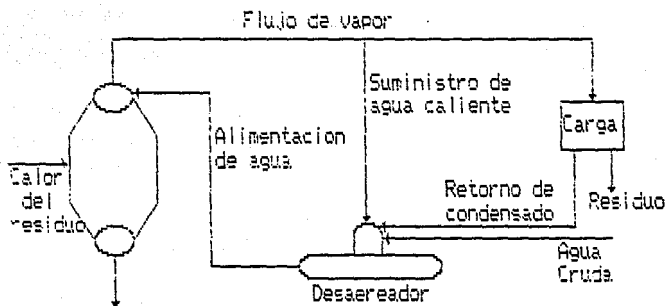 Flujo de vapor
Suministro de
agua caliente
Carga
Alimentacion
de agua
Calor
del
residuo
Retorno de
condensado
Residuo
Agua
Cruda
Desaereador